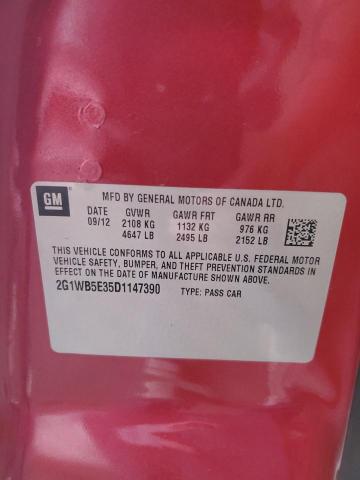 GM
MFD BY GENERAL MOTORS OF CANADA LTD.
DATE GVWR GAWR FRT GAWR RR
09/12 2108 KG 1132 KG 976 KG
4647 LB 2495 LB 2152 LB
THIS VEHICLE CONFORMS TO ALL APPLICABLE U.S. FEDERAL MOTOR
VEHICLE SAFETY, BUMPER, AND THEFT PREVENTION STANDARDS
IN EFFECT ON THE DATE OF MANUFACTURE SHOWN ABOVE.
2G1WB5E35D1147390 TYPE: PASS CAR